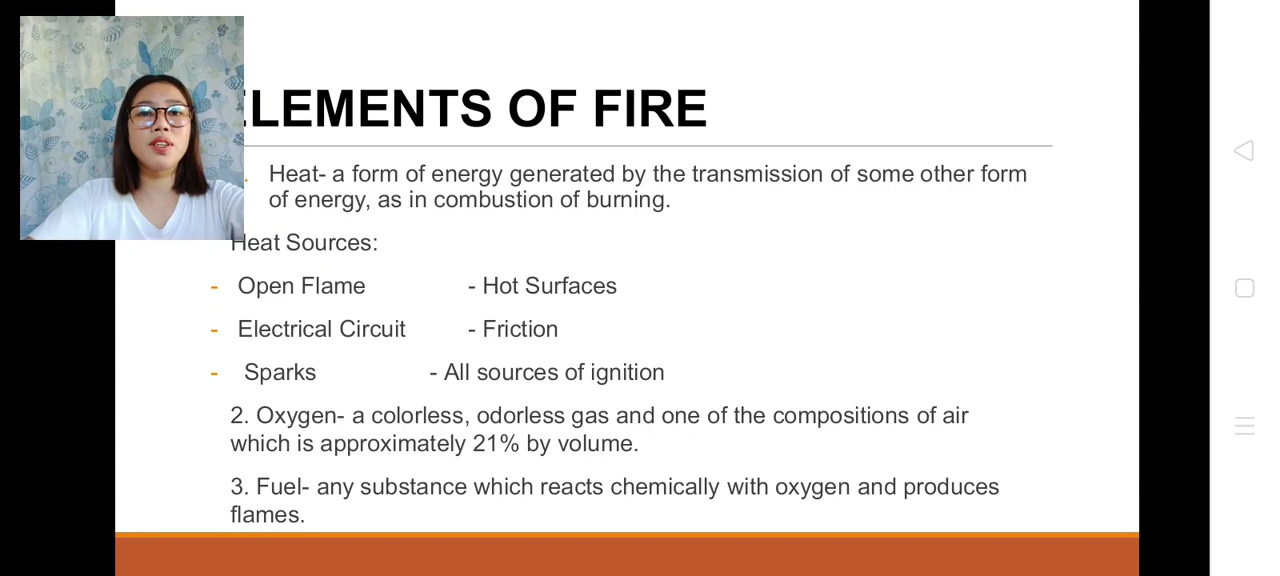 LEMENTS OF FIRE
Heat- a form of energy generated by the transmission of some other form
of energy, as in combustion of burning.
Heat Sources:
- Open Flame - Hot Surfaces
- Electrical Circuit - Friction
- Sparks - All sources of ignition
2. Oxygen- a colorless, odorless gas and one of the compositions of air
which is approximately 21% by volume.
3. Fuel- any substance which reacts chemically with oxygen and produces
flames.